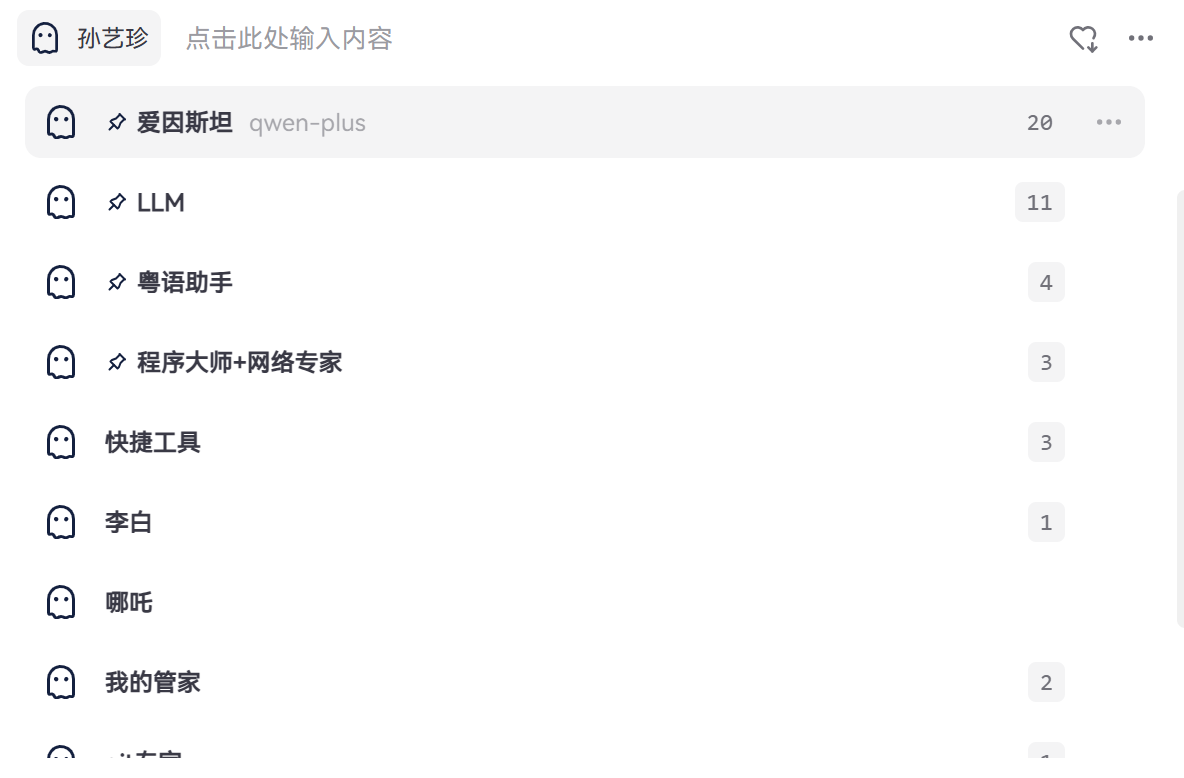 孙艺珍 点击此处输入内容
爱因斯坦 qwen-plus 20
LLM 11
粤语助手 4
程序大师+网络专家 3
快捷工具 3
李白 1
哪吒
我的管家 2